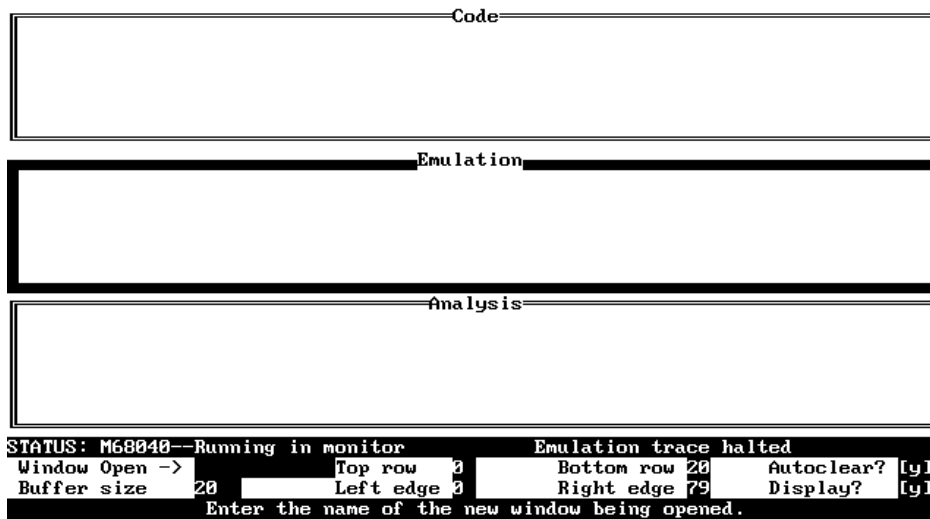 Code
Emulation
Analysis
STATUS: M68040--Running in monitor Emulation trace halted
Window Open -> Top row 0 Bottom row 20 Autoclear? [y]
Buffer size 20 Left edge 0 Right edge 79 Display? [y]
Enter the name of the new window being opened.